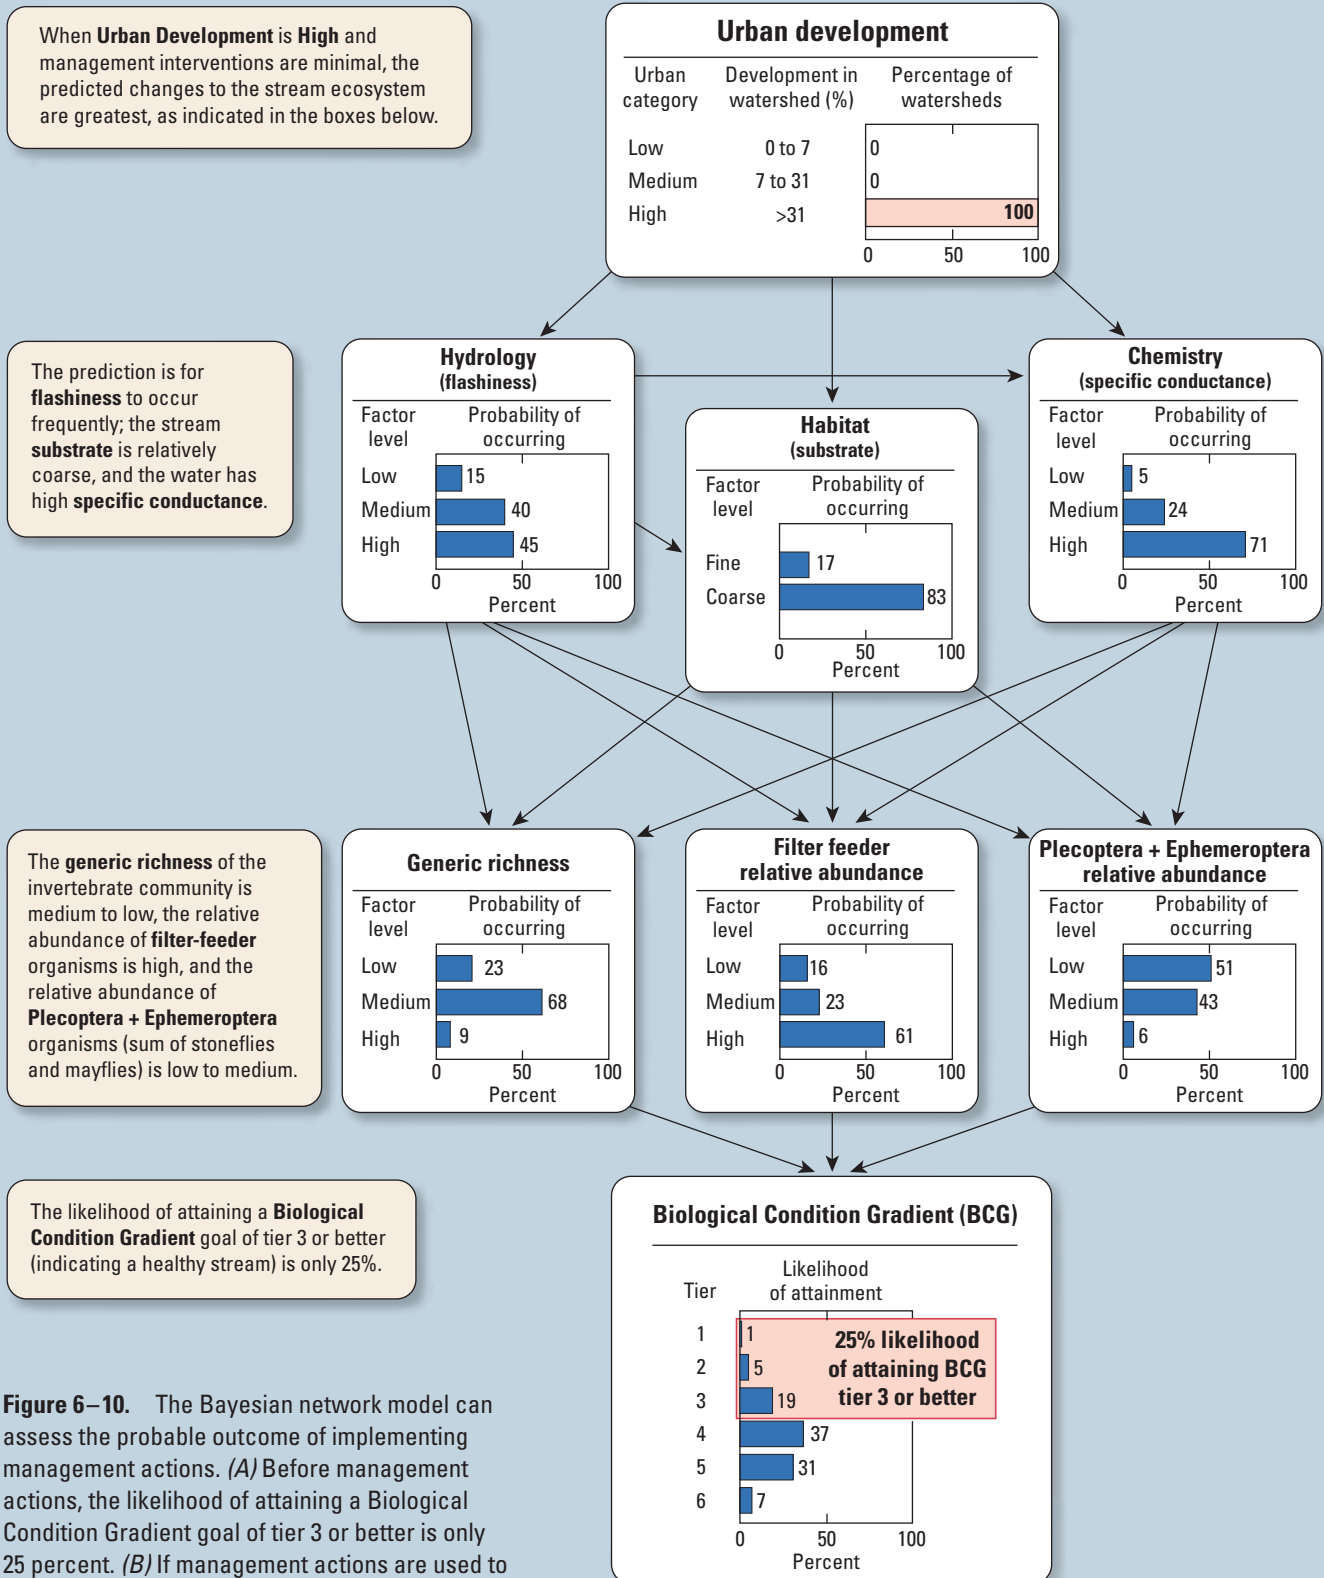 When Urban Development is High and
management interventions are minimal, the
predicted changes to the stream ecosystem
are greatest, as indicated in the boxes below.
Urban development
Urban category
Development in watershed (%)
Percentage of watersheds
Low 0 to 7 0
Medium 7 to 31 0
High >31 100
0 50 100
The prediction is for
flashiness to occur
frequently; the stream
substrate is relatively
coarse, and the water has
high specific conductance.
Hydrology
(flashiness)
Factor level
Probability of occurring
Low 15
Medium 40
High 45
0 50 100
Percent
Habitat
(substrate)
Factor level
Probability of occurring
Fine 17
Coarse 83
0 50 100
Percent
Chemistry
(specific conductance)
Factor level
Probability of occurring
Low 5
Medium 24
High 71
0 50 100
Percent
The generic richness of the
invertebrate community is
medium to low, the relative
abundance of filter-feeder
organisms is high, and the
relative abundance of
Plecoptera + Ephemeroptera
organisms (sum of stoneflies
and mayflies) is low to medium.
Generic richness
Factor level
Probability of occurring
Low 23
Medium 68
High 9
0 50 100
Percent
Filter feeder
relative abundance
Factor level
Probability of occurring
Low 16
Medium 23
High 61
0 50 100
Percent
Plecoptera + Ephemeroptera
relative abundance
Factor level
Probability of occurring
Low 51
Medium 43
High 6
0 50 100
Percent
The likelihood of attaining a Biological
Condition Gradient goal of tier 3 or better
(indicating a healthy stream) is only 25%.
Biological Condition Gradient (BCG)
Tier
Likelihood
of attainment
1 1
2 5
3 19
4 37
5 31
6 7
25% likelihood
of attaining BCG
tier 3 or better
0 50 100
Percent
Figure 6–10. The Bayesian network model can
assess the probable outcome of implementing
management actions. (A) Before management
actions, the likelihood of attaining a Biological
Condition Gradient goal of tier 3 or better is only
25 percent. (B) If management actions are used to